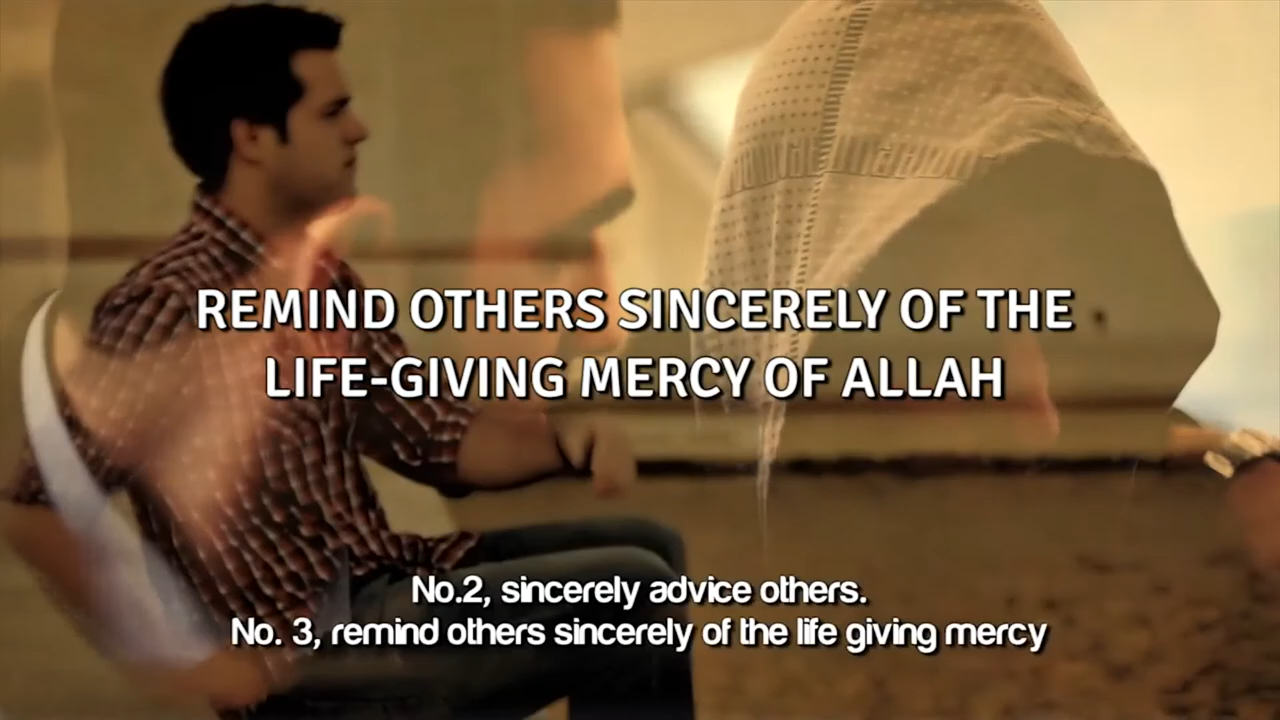 REMIND OTHERS SINCERELY OF THE
LIFE-GIVING MERCY OF ALLAH
No.2, sincerely advice others.
No. 3, remind others sincerely of the life giving mercy